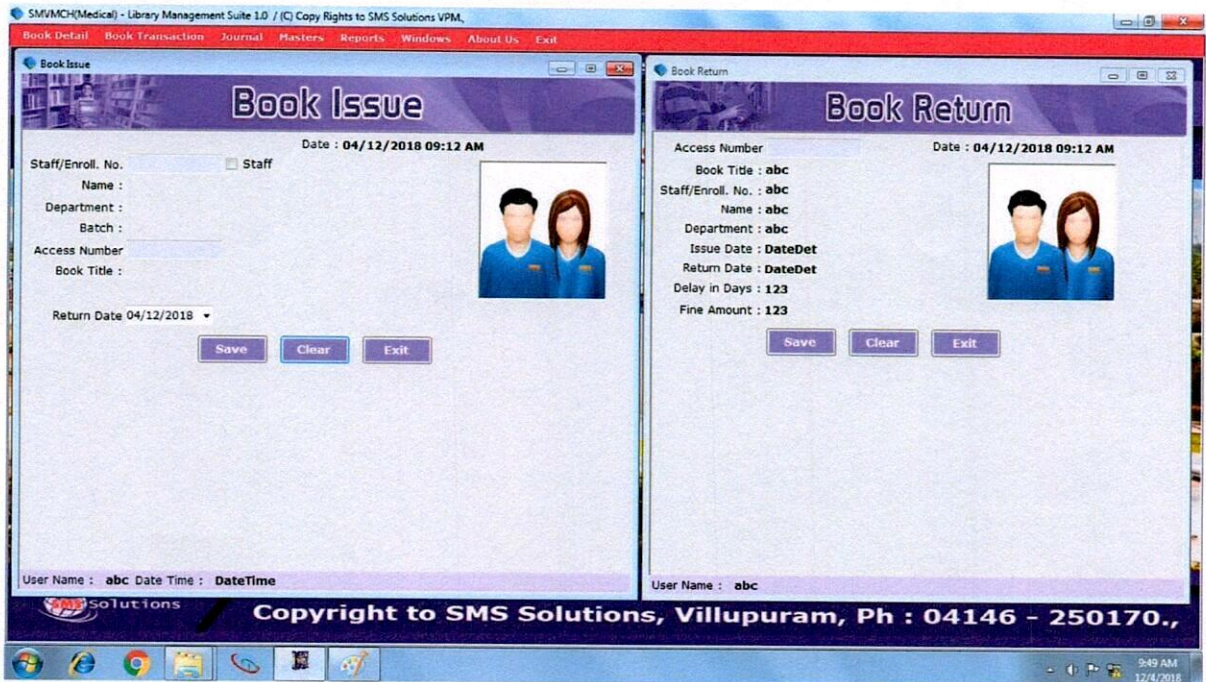 SMVMCH(Medical) - Library Management Suite 1.0 / (C) Copy Rights to SMS Solutions VPM.,
Book Detail Book Transaction Journal Masters Reports Windows About Us Exit
Book Issue
Book Issue
Date : 04/12/2018 09:12 AM
Staff/Enroll. No. Staff
Name :
Department :
Batch :
Access Number
Book Title :
Return Date 04/12/2018
Save Clear Exit
User Name : abc Date Time : DateTime
Book Return
Book Return
Access Number Date : 04/12/2018 09:12 AM
Book Title : abc
Staff/Enroll. No. : abc
Name : abc
Department : abc
Issue Date : DateDet
Return Date : DateDet
Delay in Days : 123
Fine Amount : 123
Save Clear Exit
User Name : abc
SMS Solutions
Copyright to SMS Solutions, Villupuram, Ph : 04146 - 250170.,
9:49 AM
12/4/2018